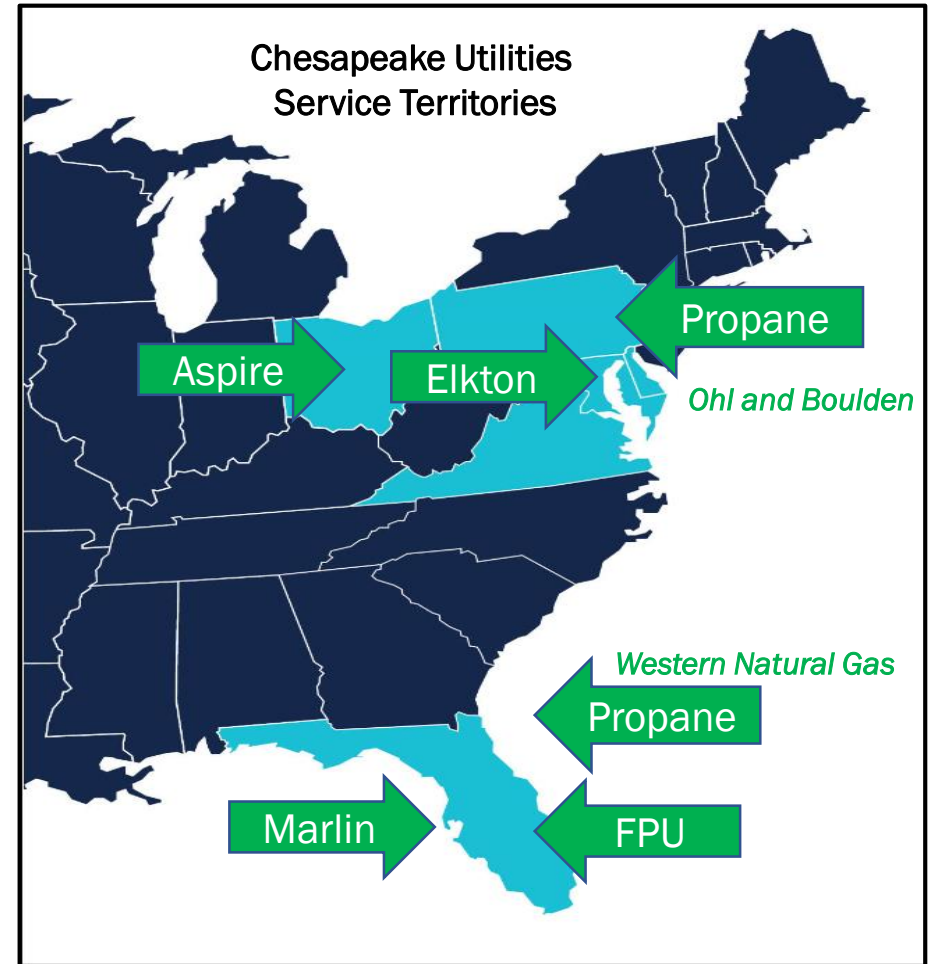 Chesapeake Utilities
Service Territories
Propane
Aspire
Elkton
Ohl and Boulden
Western Natural Gas
Propane
Marlin
FPU